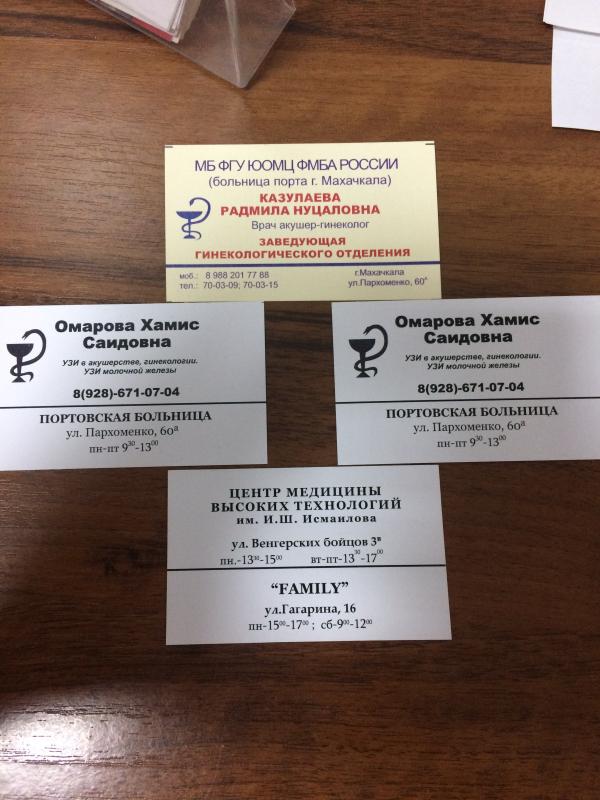 МБ ФГУ ЮОМЦ ФМБА РОССИИ
(больница порта г. Махачкала)
КАЗУЛАЕВА
РАДМИЛА НУЦАЛОВНА
Врач акушер-гинеколог
ЗАВЕДУЮЩАЯ
ГИНЕКОЛОГИЧЕСКОГО ОТДЕЛЕНИЯ
моб.: 8 988 201 77 88
тел.: 70-03-09; 70-03-15
г.Махачкала
ул.Пархоменко, 60А
Омарова Хамис
Саидовна
УЗИ в акушерстве, гинекологии.
УЗИ молочной железы
8(928)-671-07-04
ПОРТОВСКАЯ БОЛЬНИЦА
ул. Пархоменко, 60а
пн-пт 9³⁰-13⁰⁰
Омарова Хамис
Саидовна
УЗИ в акушерстве, гинекологии.
УЗИ молочной железы
8(928)-671-07-04
ПОРТОВСКАЯ БОЛЬНИЦА
ул. Пархоменко, 60а
пн-пт 9³⁰-13⁰⁰
ЦЕНТР МЕДИЦИНЫ
ВЫСОКИХ ТЕХНОЛОГИЙ
им. И.Ш. Исмаилова
ул. Венгерских бойцов 3в
пн.-13³⁰-15⁰⁰ вт-пт-13³⁰-17⁰⁰
“FAMILY”
ул.Гагарина, 16
пн-15⁰⁰-17⁰⁰ ; сб-9⁰⁰-12⁰⁰